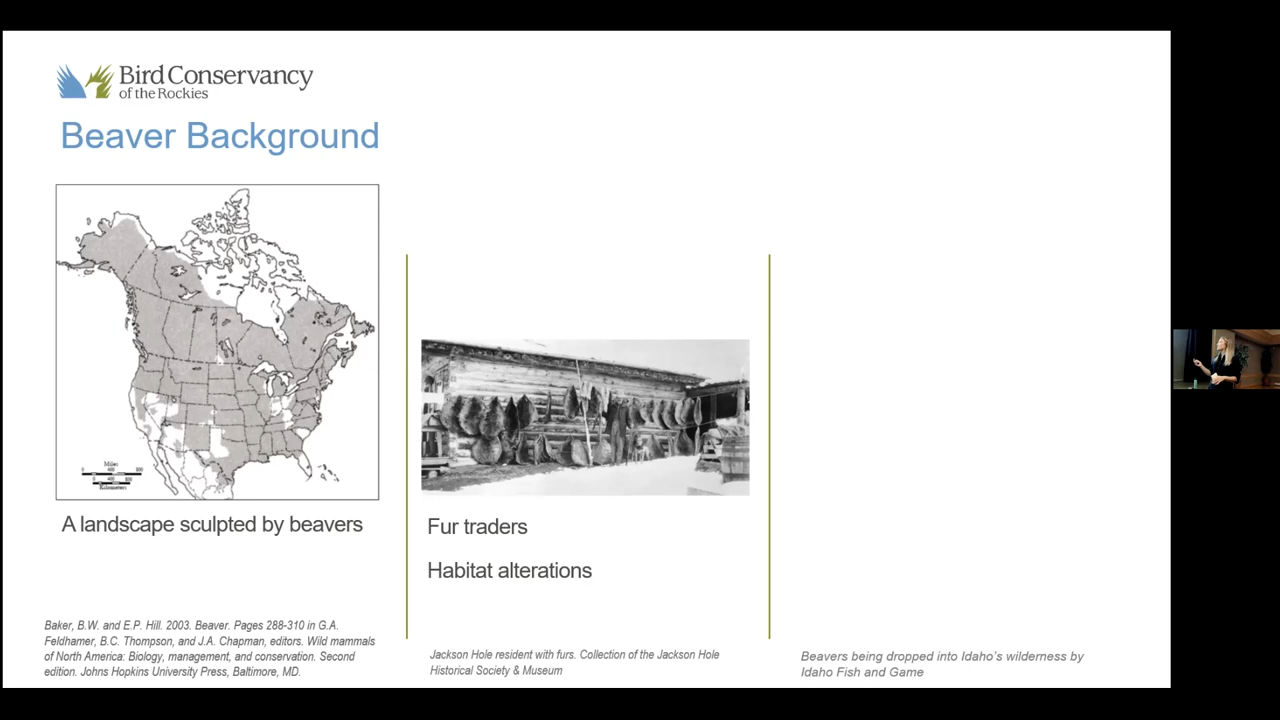 Bird Conservancy
of the Rockies
Beaver Background
Miles
Kilometers
A landscape sculpted by beavers
Baker, B.W. and E.P. Hill. 2003. Beaver. Pages 288-310 in G.A.
Feldhamer, B.C. Thompson, and J.A. Chapman, editors. Wild mammals
of North America: Biology, management, and conservation. Second
edition. Johns Hopkins University Press, Baltimore, MD.
Fur traders
Habitat alterations
Jackson Hole resident with furs. Collection of the Jackson Hole
Historical Society & Museum
Beavers being dropped into Idaho's wilderness by
Idaho Fish and Game